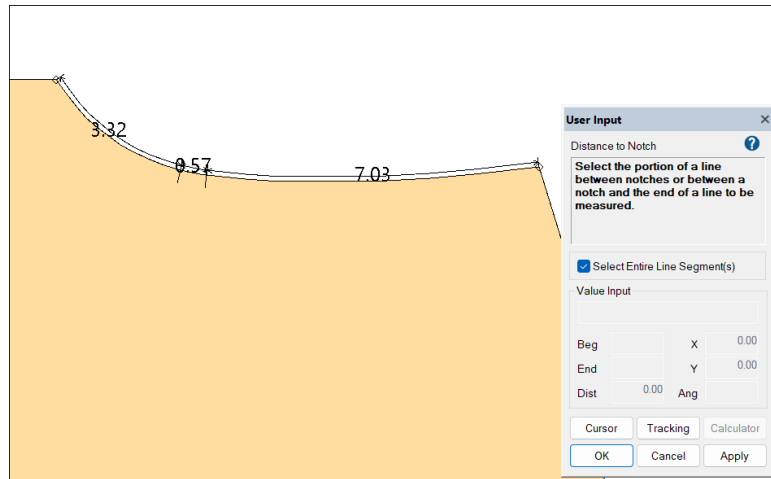 3.32
0.57
7.03
User Input
Distance to Notch
Select the portion of a line
between notches or between a
notch and the end of a line to be
measured.
Select Entire Line Segment(s)
Value Input
Beg X 0.00
End Y 0.00
Dist 0.00 Ang
Cursor Tracking Calculator
OK Cancel Apply